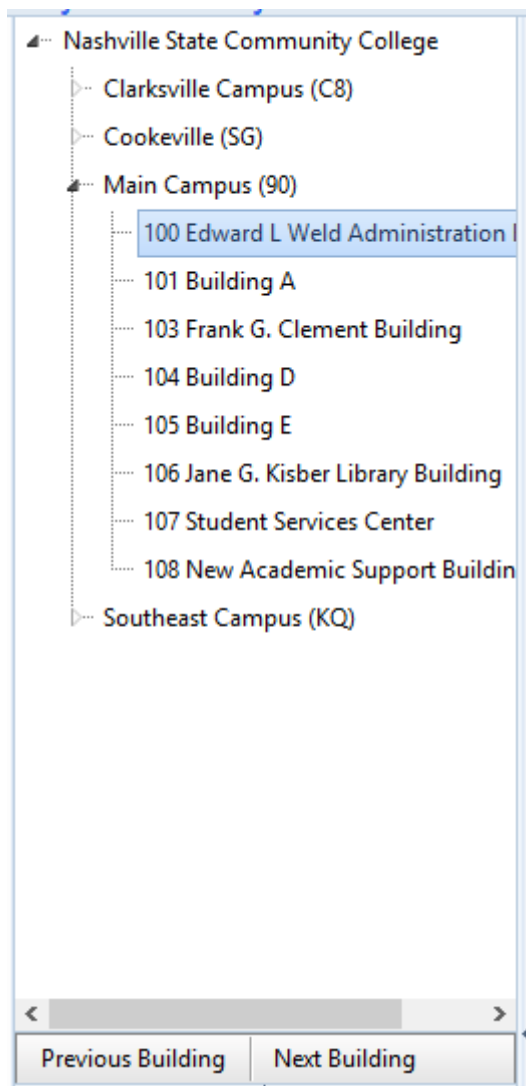 Nashville State Community College
Clarksville Campus (C8)
Cookeville (SG)
Main Campus (90)
100 Edward L Weld Administration
101 Building A
103 Frank G. Clement Building
104 Building D
105 Building E
106 Jane G. Kisber Library Building
107 Student Services Center
108 New Academic Support Buildin
Southeast Campus (KQ)
Previous Building
Next Building